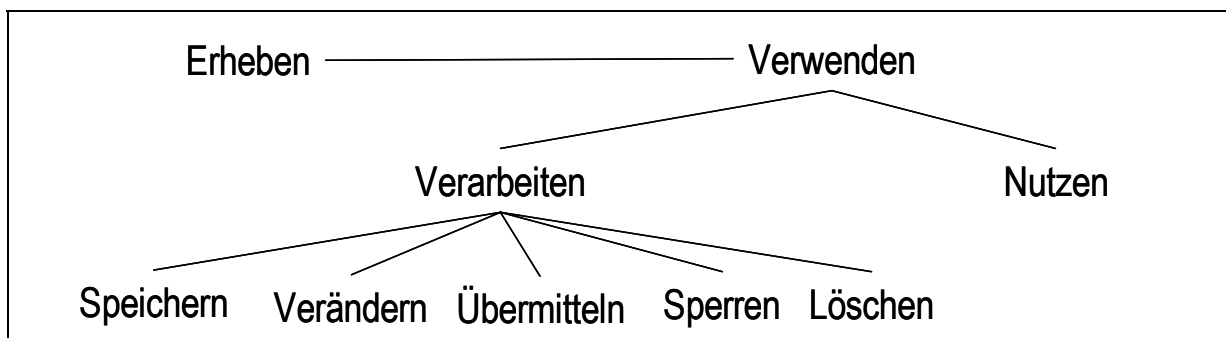 Erheben Verwenden
Verarbeiten Nutzen
Speichern Verändern Übermitteln Sperren Löschen